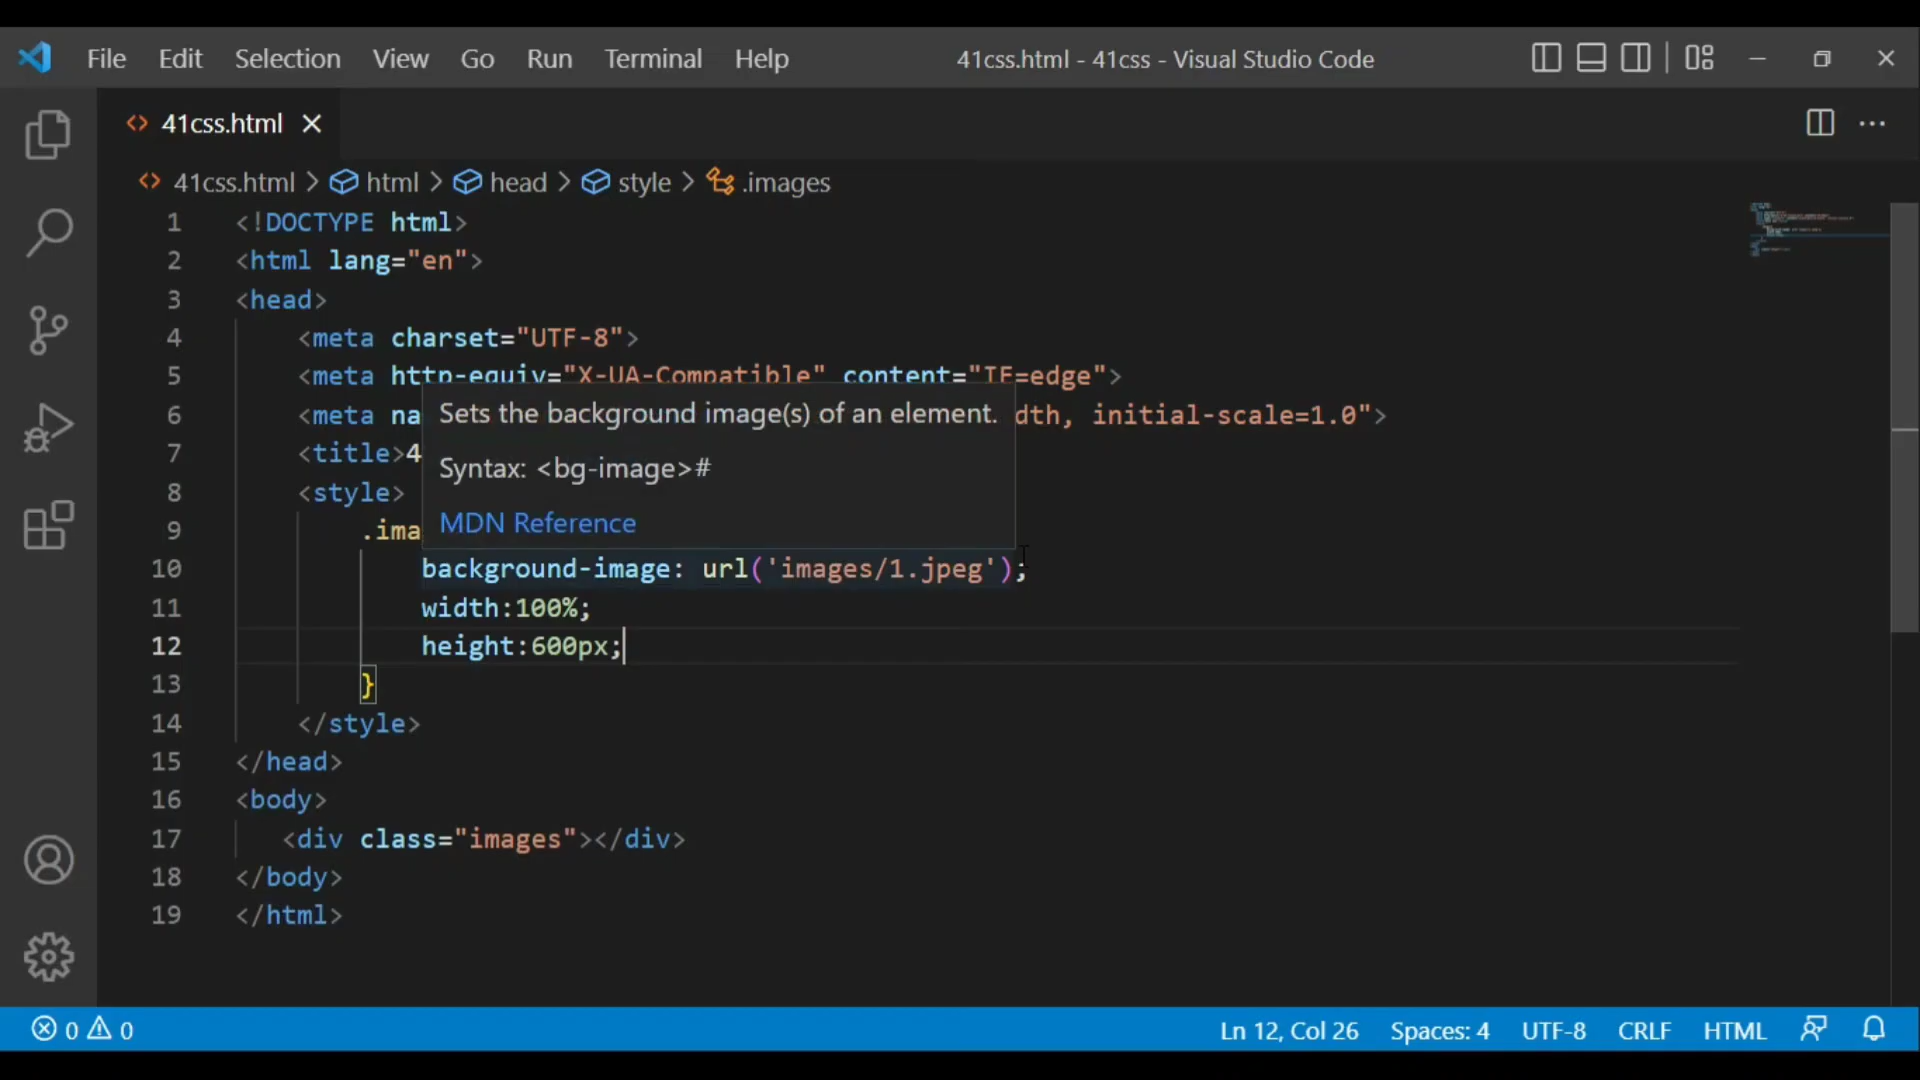 File Edit Selection View Go Run Terminal Help 41css.html - 41css - Visual Studio Code
41css.html
41css.html > html > head > style > .images
1 <!DOCTYPE html>
2 <html lang="en">
3 <head>
4 <meta charset="UTF-8">
5 <meta http-equiv="X-UA-Compatible" content="IE=edge">
6 <meta na dth, initial-scale=1.0">
Sets the background image(s) of an element.
7 <title>4
Syntax: <bg-image>#
8 <style>
MDN Reference
9 .ima
10 background-image: url('images/1.jpeg');
11 width:100%;
12 height:600px;
13 }
14 </style>
15 </head>
16 <body>
17 <div class="images"></div>
18 </body>
19 </html>
0 0 Ln 12, Col 26 Spaces: 4 UTF-8 CRLF HTML